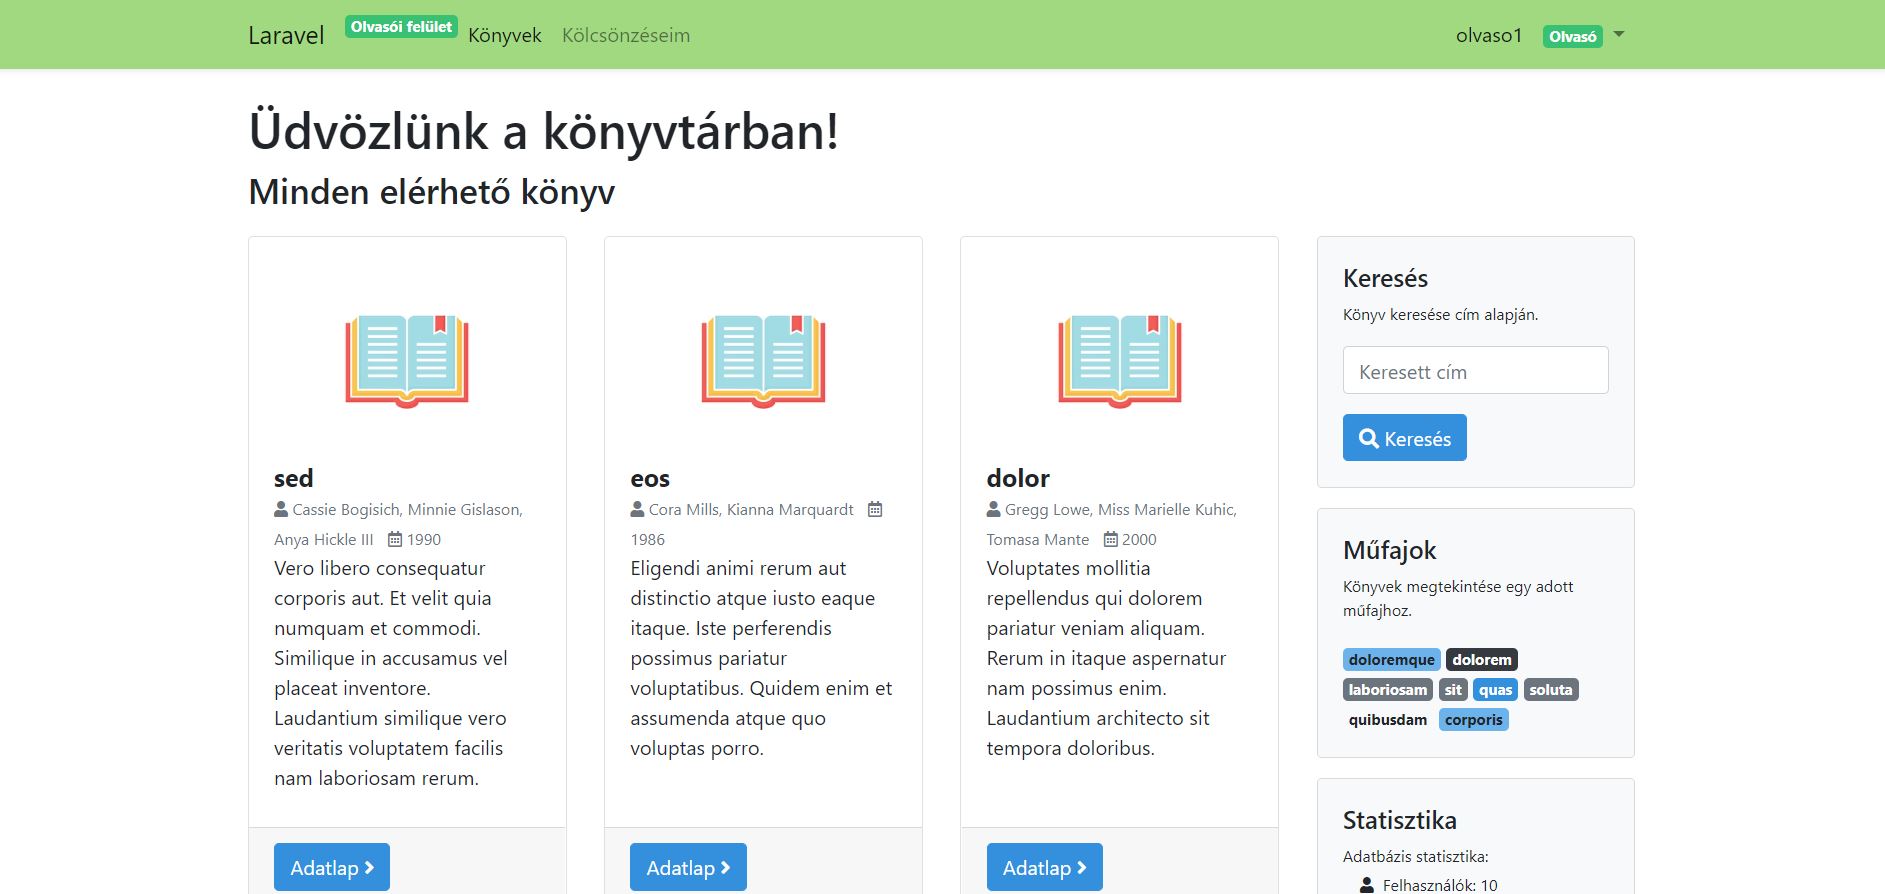 Laravel Olvasói felület Könyvek Kölcsönzéseim olvaso1 Olvasó
Üdvözlünk a könyvtárban!
Minden elérhető könyv
sed
Cassie Bogisich, Minnie Gislason,
Anya Hickle III 1990
Vero libero consequatur
corporis aut. Et velit quia
numquam et commodi.
Similique in accusamus vel
placeat inventore.
Laudantium similique vero
veritatis voluptatem facilis
nam laboriosam rerum.
Adatlap
eos
Cora Mills, Kianna Marquardt
1986
Eligendi animi rerum aut
distinctio atque iusto eaque
itaque. Iste perferendis
possimus pariatur
voluptatibus. Quidem enim et
assumenda atque quo
voluptas porro.
Adatlap
dolor
Gregg Lowe, Miss Marielle Kuhic,
Tomasa Mante 2000
Voluptates mollitia
repellendus qui dolorem
pariatur veniam aliquam.
Rerum in itaque aspernatur
nam possimus enim.
Laudantium architecto sit
tempora doloribus.
Adatlap
Keresés
Könyv keresése cím alapján.
Keresett cím
Keresés
Műfajok
Könyvek megtekintése egy adott
műfajhoz.
doloremque dolorem
laboriosam sit quas soluta
quibusdam corporis
Statisztika
Adatbázis statisztika:
Felhasználók: 10